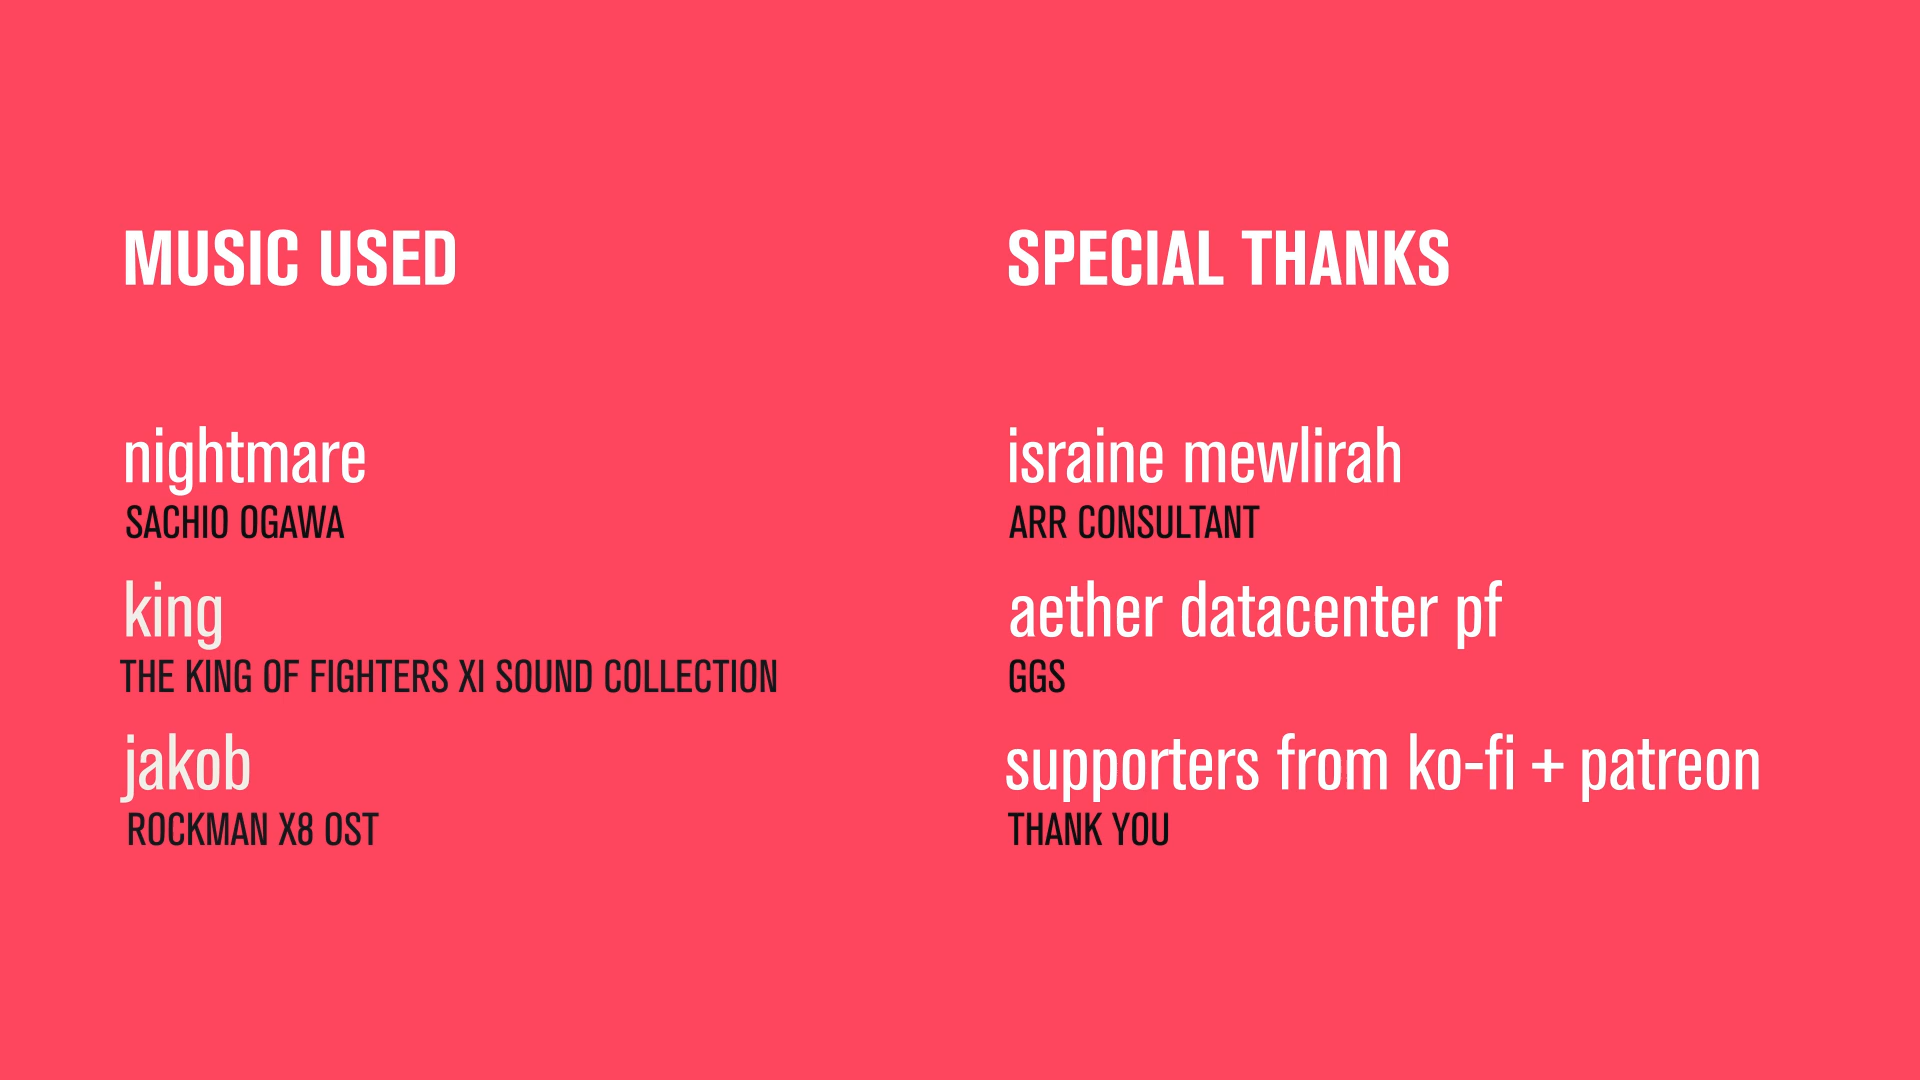 MUSIC USED
nightmare
SACHIO OGAWA
king
THE KING OF FIGHTERS XI SOUND COLLECTION
jakob
ROCKMAN X8 OST
SPECIAL THANKS
israine mewlirah
ARR CONSULTANT
aether datacenter pf
GGS
supporters from ko-fi + patreon
THANK YOU